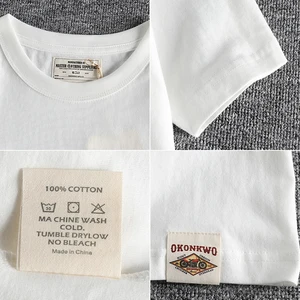 100% COTTON
MA CHINE WASH
COLD.
TUMBLE DRYLOW
NO BLEACH
Made in China
OKONKWO